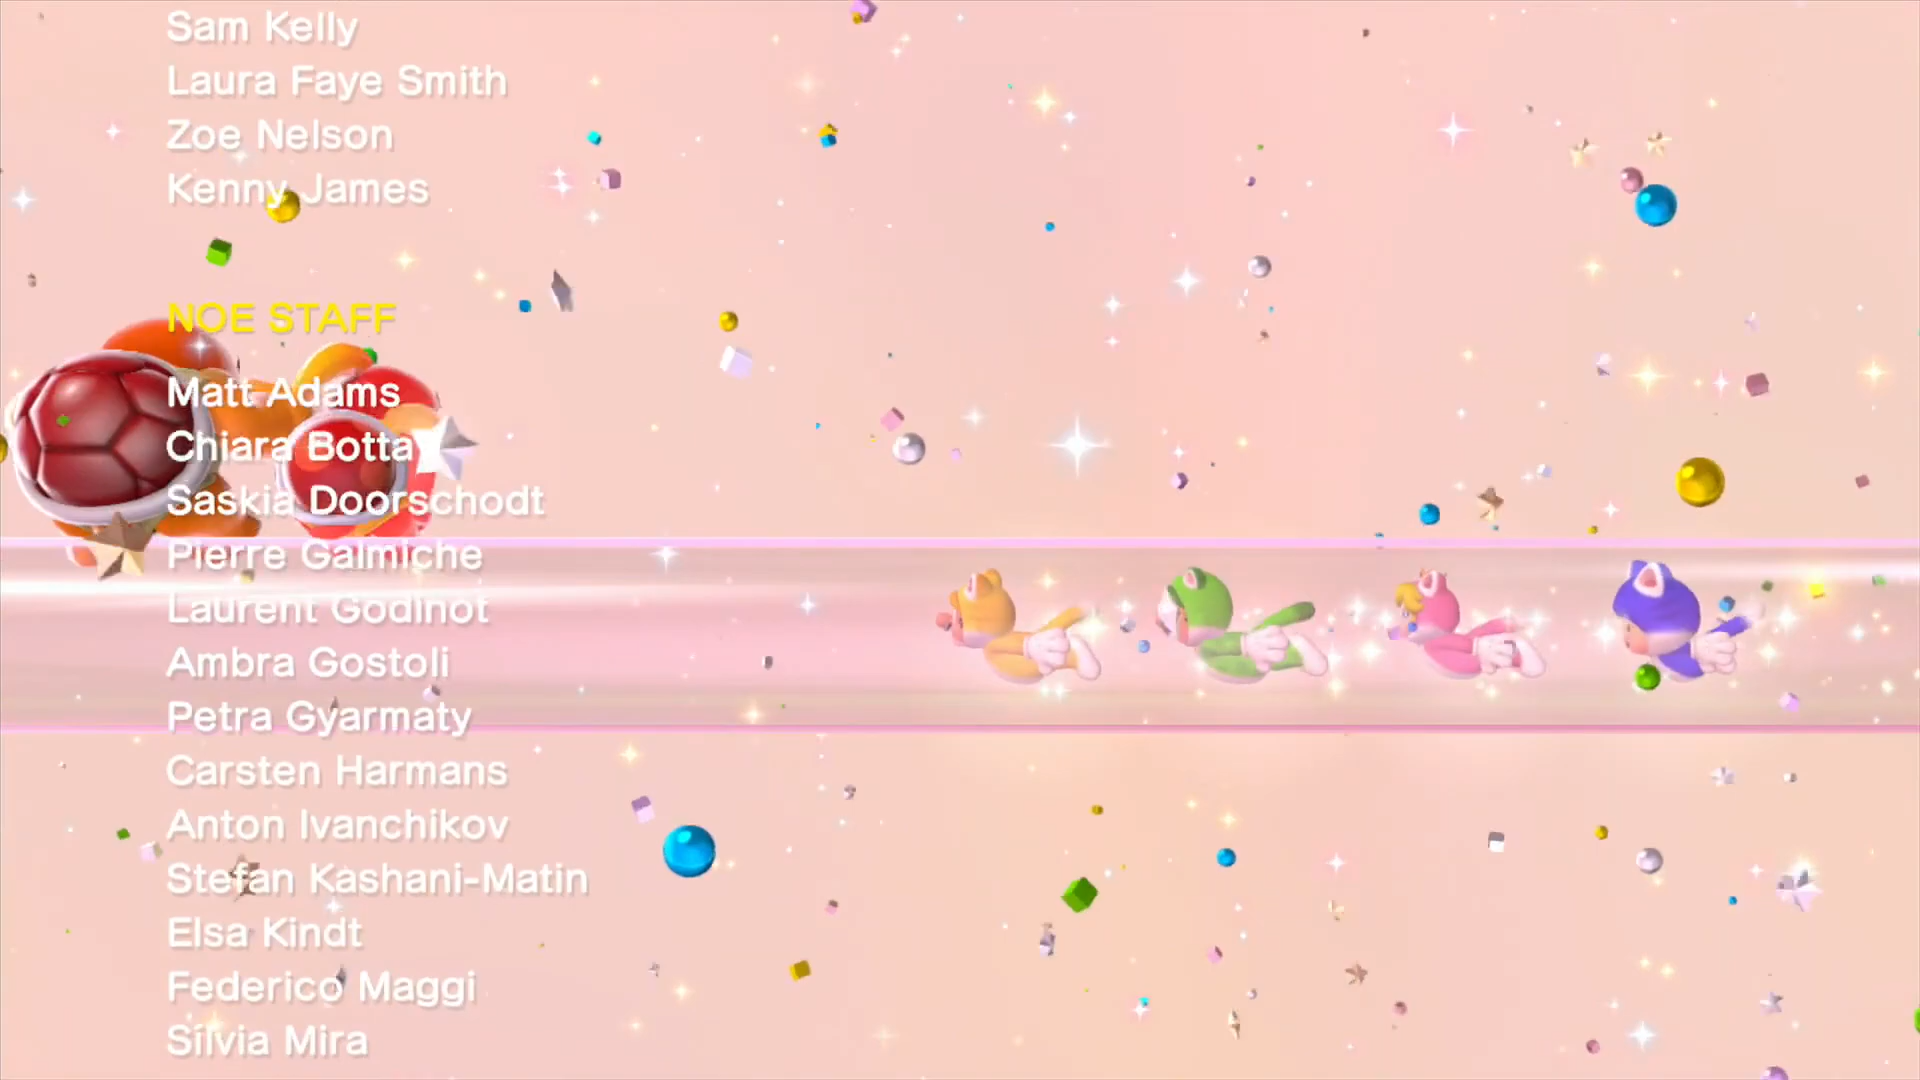 Sam Kelly
Laura Faye Smith
Zoe Nelson
Kenny James
NOE STAFF
Matt Adams
Chiara Botta
Saskia Doorschodt
Pierre Galmiche
Laurent Godinot
Ambra Gostoli
Petra Gyarmaty
Carsten Harmans
Anton Ivanchikov
Stefan Kashani-Matin
Elsa Kindt
Federico Maggi
Silvia Mira